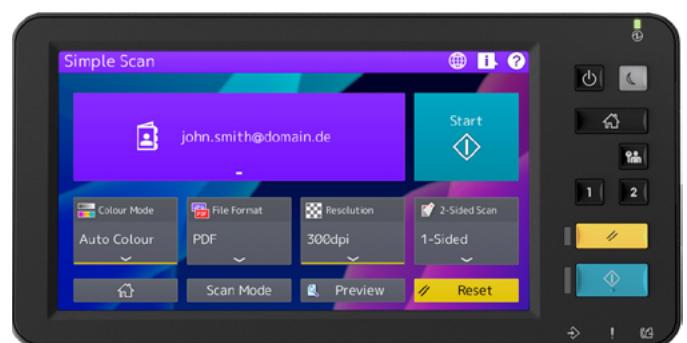 Simple Scan
john.smith@domain.de
Start
Colour Mode
File Format
Resolution
2-Sided Scan
Auto Colour
PDF
300dpi
1-Sided
Scan Mode
Preview
Reset
1
2